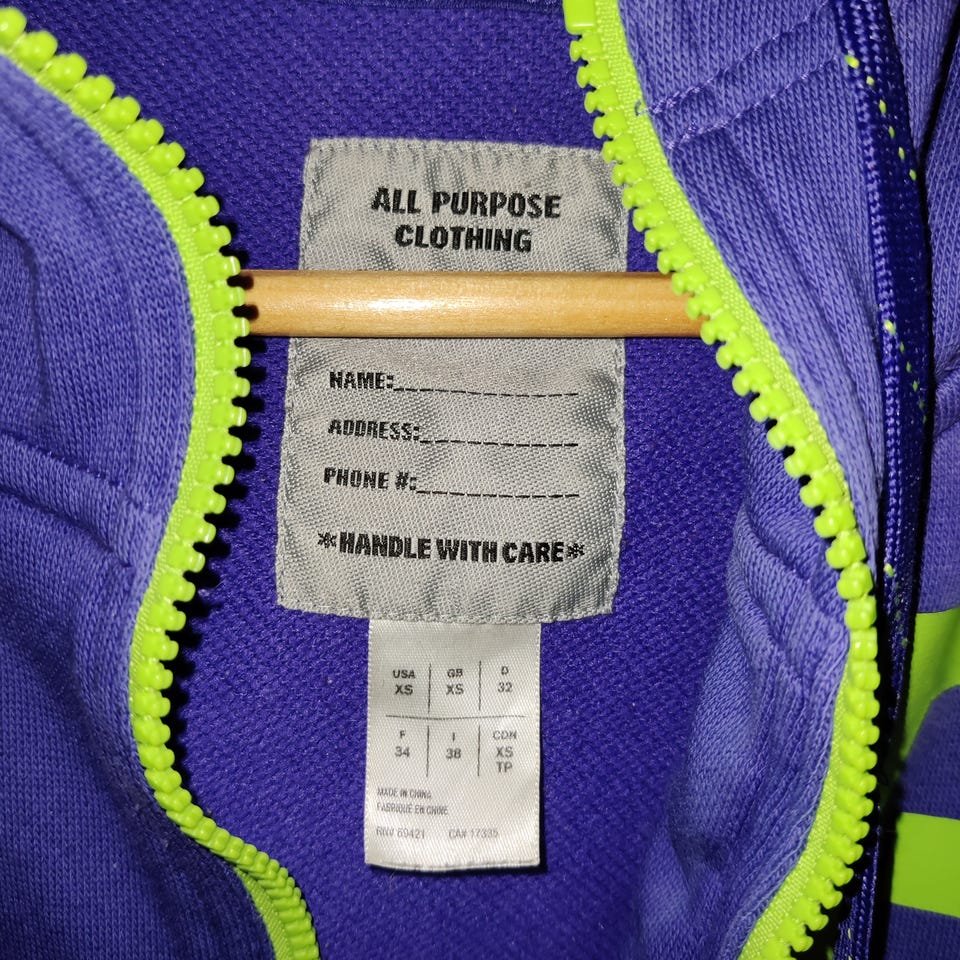 ALL PURPOSE
CLOTHING
NAME:
ADDRESS:
PHONE #:
*HANDLE WITH CARE*
USA GB D
XS XS 32
F I CDN
34 38 XS
TP
MADE IN CHINA
FABRIQUÉ EN CHINE
RN# 69421 CA# 17335